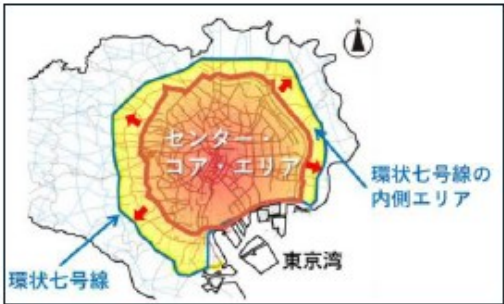 N
センター・
コア・エリア
環状七号線の
内側エリア
東京湾
環状七号線